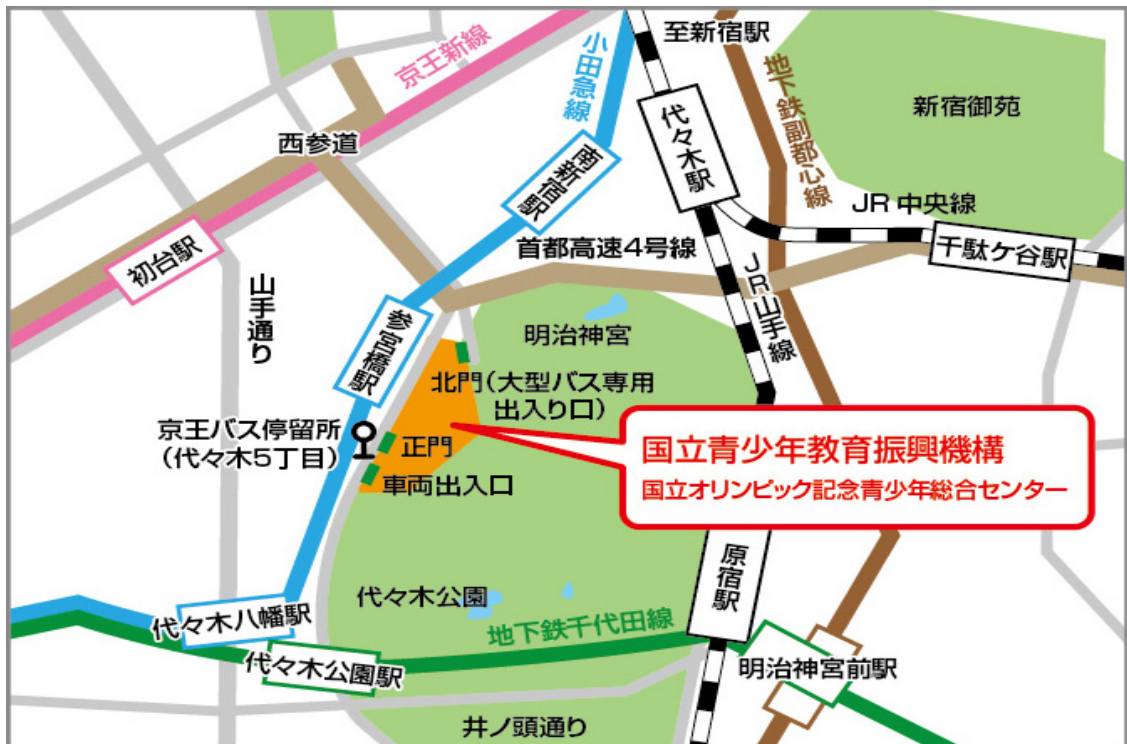 至新宿駅
京王新線
小田急線
地下鉄副都心線
新宿御苑
代々木駅
西参道
南新宿駅
JR中央線
初台駅
首都高速4号線
千駄ケ谷駅
山手通り
JR山手線
参宮橋駅
明治神宮
北門(大型バス専用
出入り口)
京王バス停留所
(代々木5丁目)
正門
車両出入口
国立青少年教育振興機構
国立オリンピック記念青少年総合センター
原宿駅
代々木公園
代々木八幡駅
地下鉄千代田線
代々木公園駅
明治神宮前駅
井ノ頭通り